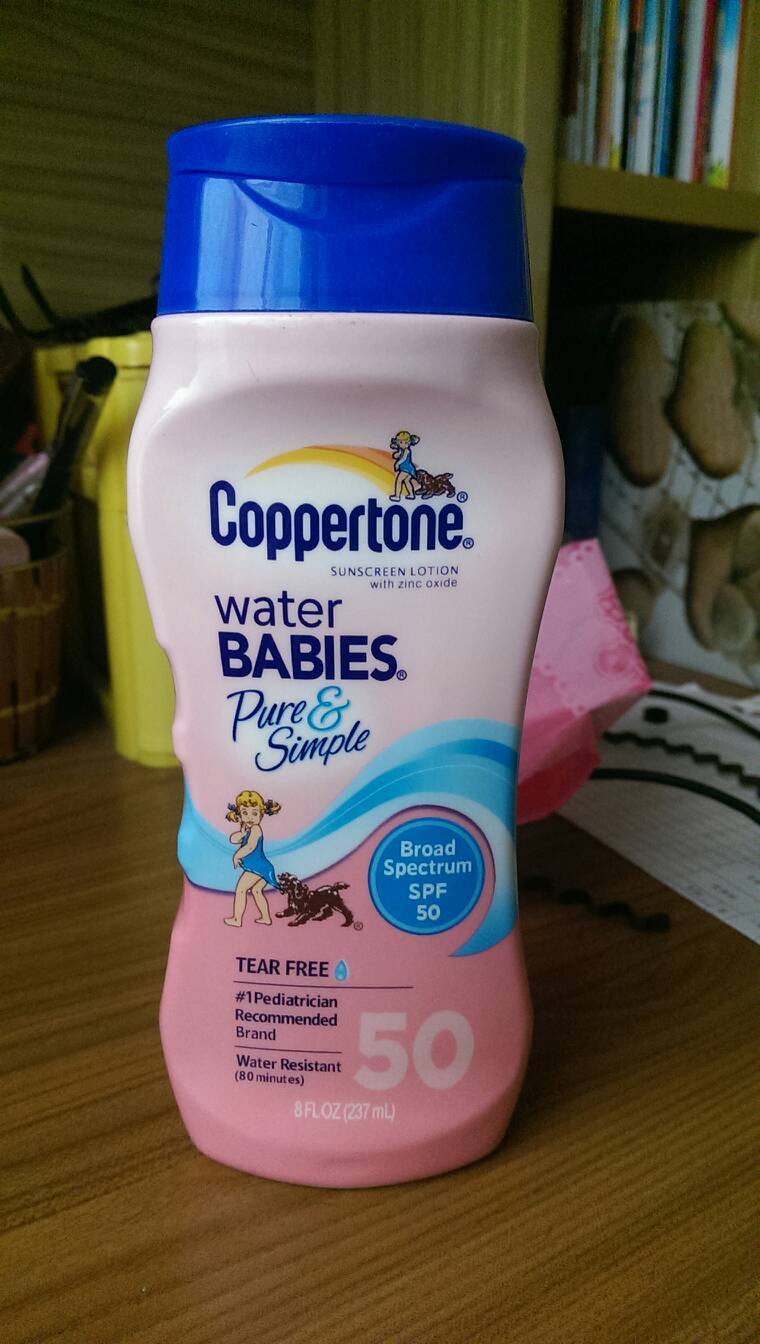 Coppertone®
SUNSCREEN LOTION
with zinc oxide
water
BABIES®
Pure &
Simple
Broad
Spectrum
SPF
50
TEAR FREE
#1 Pediatrician
Recommended
Brand
Water Resistant
(80 minutes)
50
8 FL OZ (237 mL)